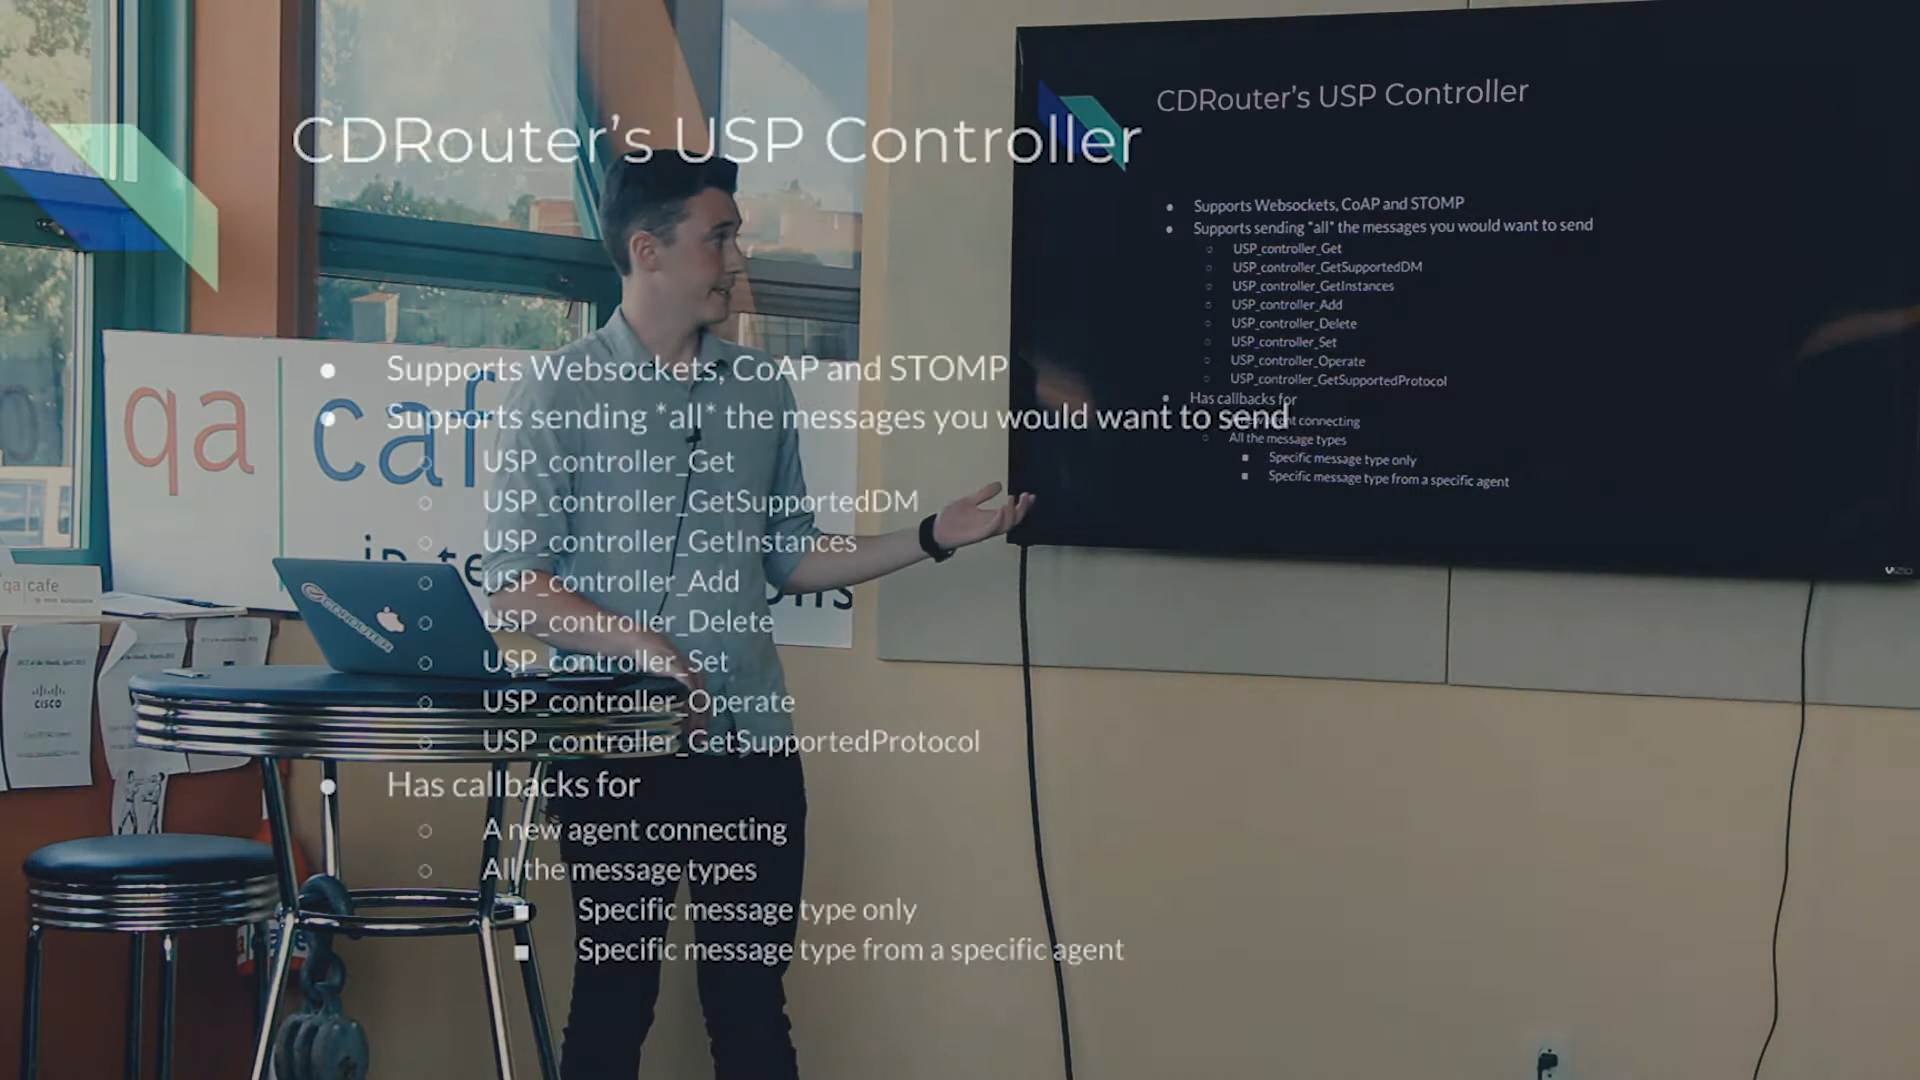 CDRouter's USP Controller
Supports Websockets, CoAP and STOMP
Supports sending *all* the messages you would want to send
USP_controller_Get
USP_controller_GetSupportedDM
USP_controller_GetInstances
USP_controller_Add
USP_controller_Delete
USP_controller_Set
USP_controller_Operate
USP_controller_GetSupportedProtocol
Has callbacks for
A new agent connecting
All the message types
Specific message type only
Specific message type from a specific agent
CDRouter's USP Controller
Supports Websockets, CoAP and STOMP
Supports sending *all* the messages you would want to send
USP_controller_Get
USP_controller_GetSupportedDM
USP_controller_GetInstances
USP_controller_Add
USP_controller_Delete
USP_controller_Set
USP_controller_Operate
USP_controller_GetSupportedProtocol
Has callbacks for
connecting
All the message types
Specific message type only
Specific message type from a specific agent
VIZIO
qa caf
qa cafe
CDROUTER
CISCO